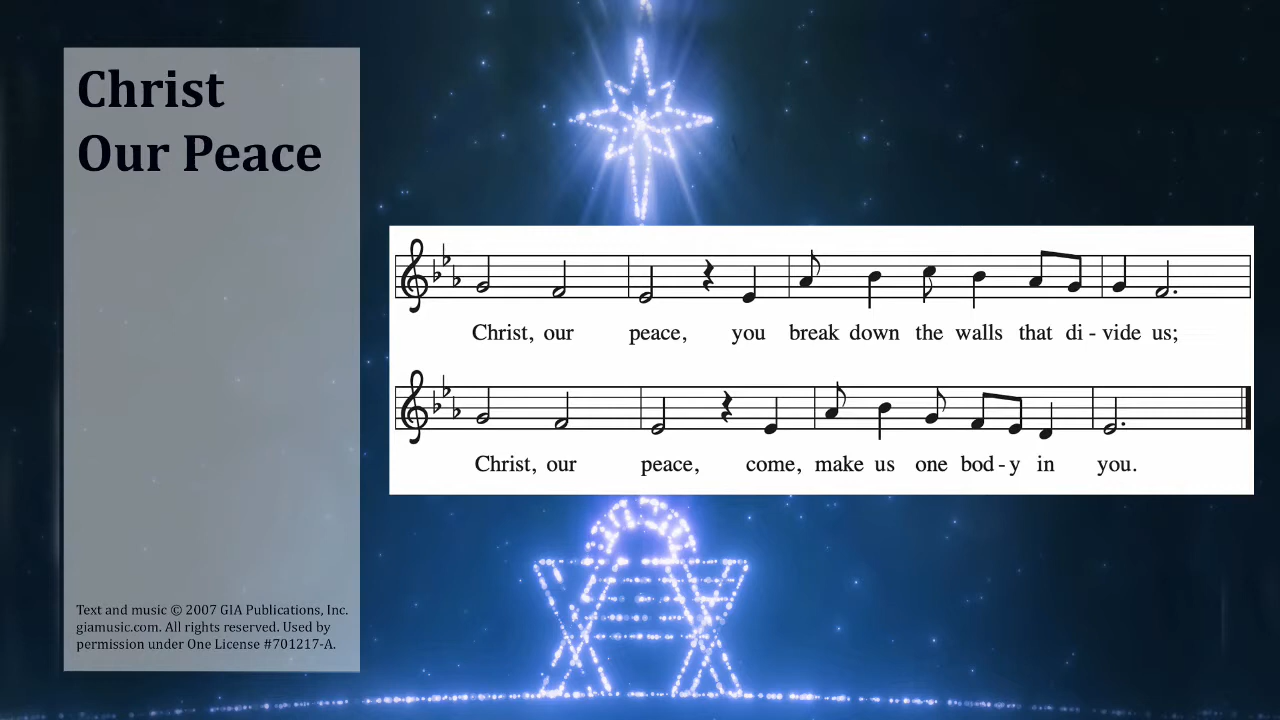 Christ
Our Peace
Christ, our peace, you break down the walls that di - vide us;
Christ, our peace, come, make us one bod - y in you.
Text and music © 2007 GIA Publications, Inc.
giamusic.com. All rights reserved. Used by
permission under One License #701217-A.